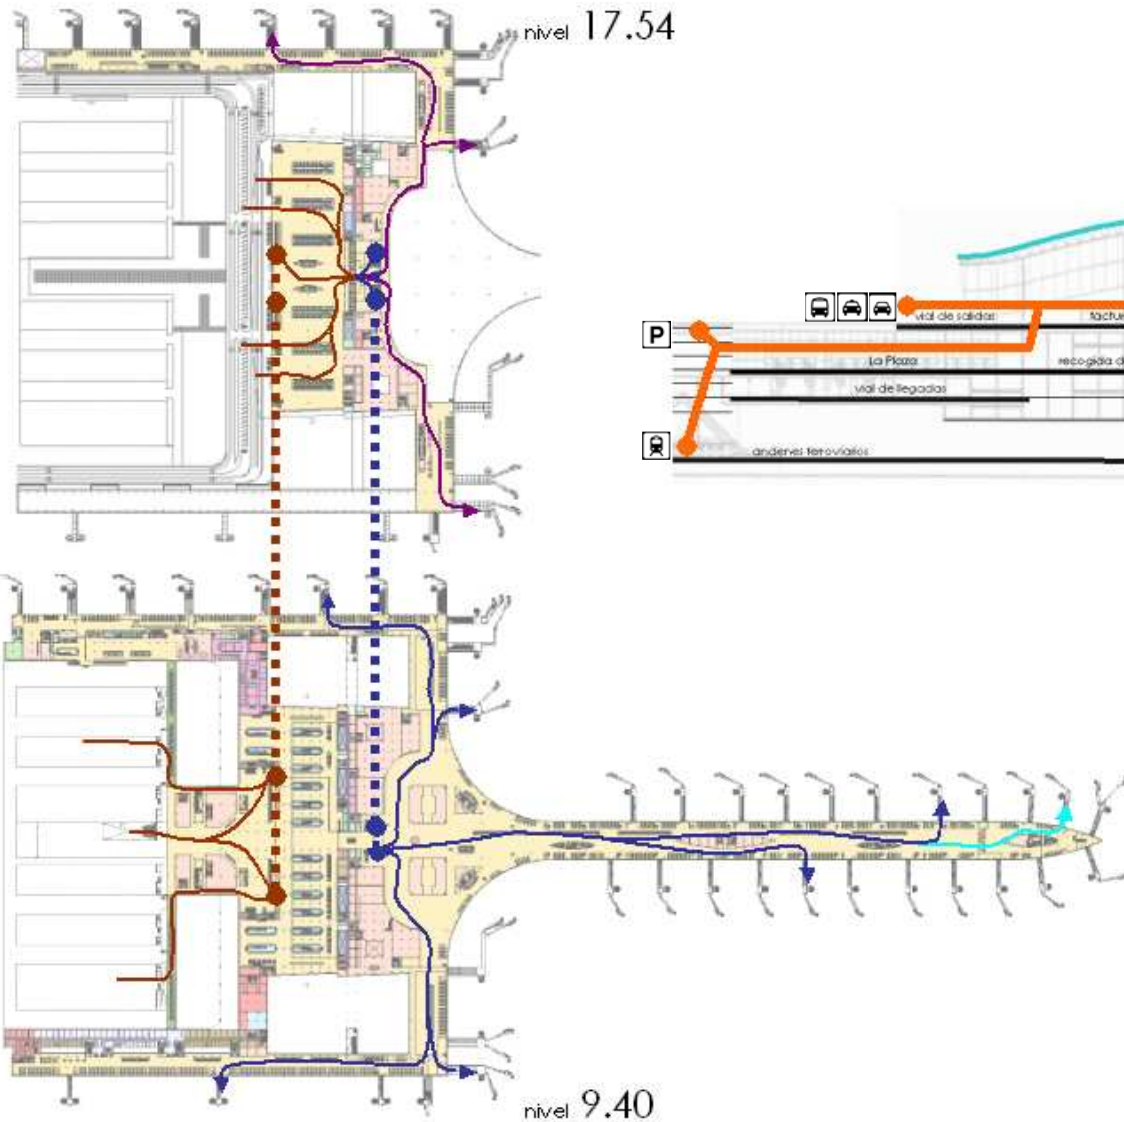 nivel 17.54
vial de salidas
factur
P
La Plaza
recogida d
vial de llegadas
andenes ferroviarios
nivel 9.40